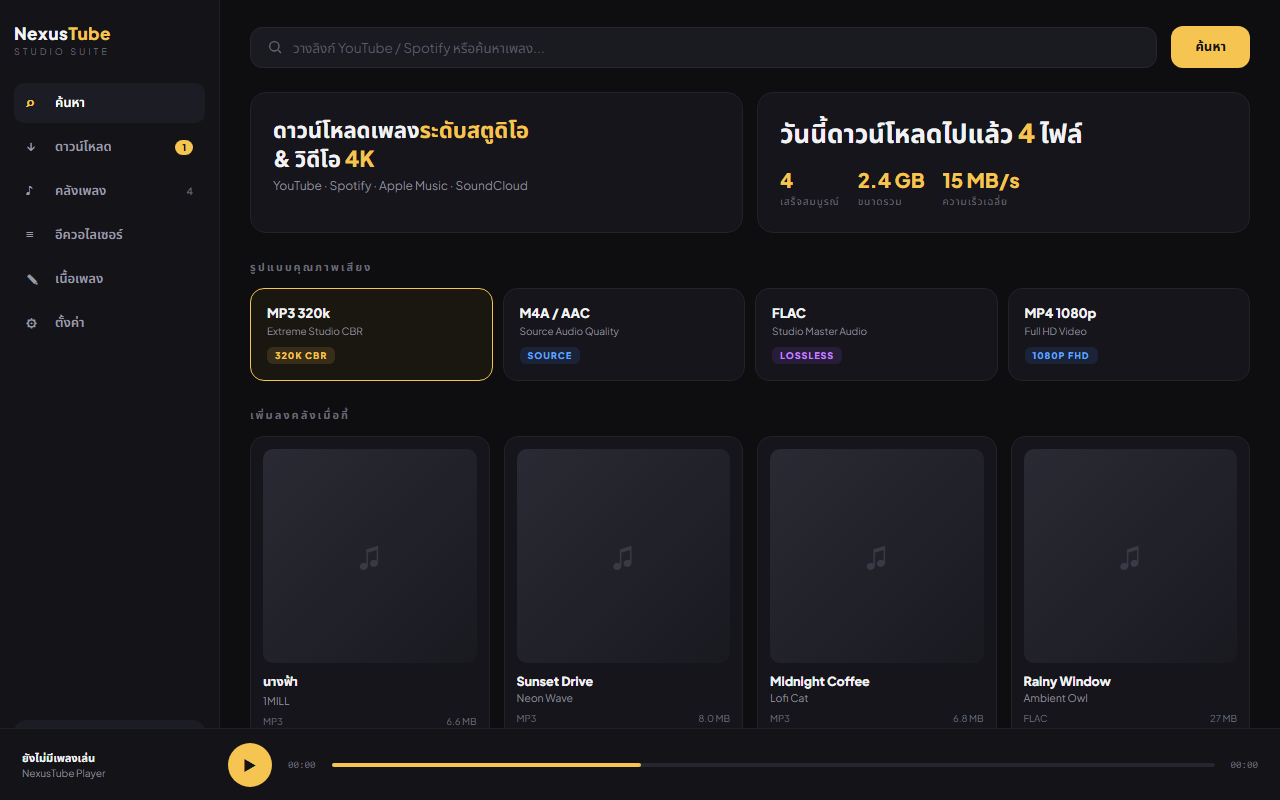 NexusTube
STUDIO SUITE
ค้นหา
ดาวน์โหลด 1
คลังเพลง 4
อีควอไลเซอร์
เนื้อเพลง
ตั้งค่า
วางลิงก์ YouTube / Spotify หรือค้นหาเพลง...
ค้นหา
ดาวน์โหลดเพลงระดับสตูดิโอ
& วิดีโอ 4K
YouTube · Spotify · Apple Music · SoundCloud
วันนี้ดาวน์โหลดไปแล้ว 4 ไฟล์
4 2.4 GB 15 MB/s
เสร็จสมบูรณ์ ขนาดรวม ความเร็วเฉลี่ย
รูปแบบคุณภาพเสียง
MP3 320k
Extreme Studio CBR
320K CBR
M4A / AAC
Source Audio Quality
SOURCE
FLAC
Studio Master Audio
LOSSLESS
MP4 1080p
Full HD Video
1080P FHD
เพิ่มลงคลังเมื่อกี้
นางฟ้า
1MILL
MP3 6.6 MB
Sunset Drive
Neon Wave
MP3 8.0 MB
Midnight Coffee
Lofi Cat
MP3 6.8 MB
Rainy Window
Ambient Owl
FLAC 27 MB
ยังไม่มีเพลงเล่น
NexusTube Player
00:00 00:00